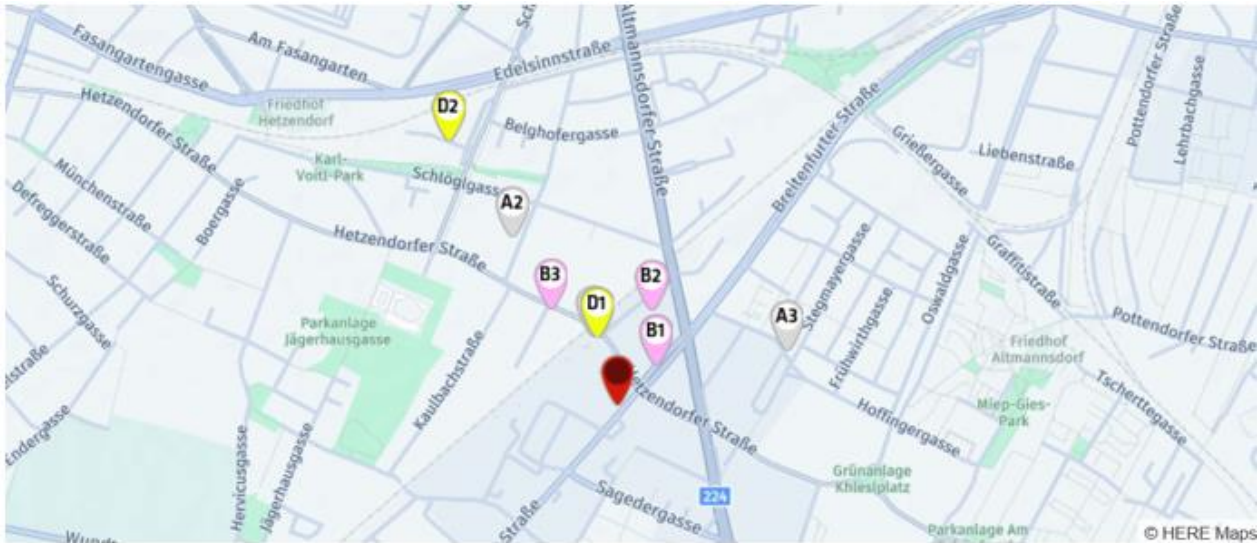 Altmannsdorfer Straße
Fasangartengasse
Am Fasangarten
Edelsinnstraße
Pottendorfer Straße
Lehrbachgasse
Hetzendorfer Straße
Friedhof
Hetzendorf
D2
Belghofergasse
Breitenfurter Straße
Grießergasse
Liebenstraße
Karl-
Voitl-Park
Schlöglgass
Münchenstraße
Defreggerstraße
Boergasse
A2
Hetzendorfer Straße
Stegmayergasse
Oswaldgasse
Graffitistraße
B3
B2
D1
B1
A3
Schurzgasse
Parkanlage
Jägerhausgasse
Frühwirthgasse
Friedhof
Altmannsdorf
Pottendorfer Straße
Kaulbachstraße
Hetzendorfer Straße
Hoffingergasse
Miep-Gies-
Park
Tscherttegasse
Endergasse
Hervicusgasse
Jägerhausgasse
Straße
Sagedergasse
224
Grünanlage
Khleslplatz
Parkanlage Am
© HERE Maps